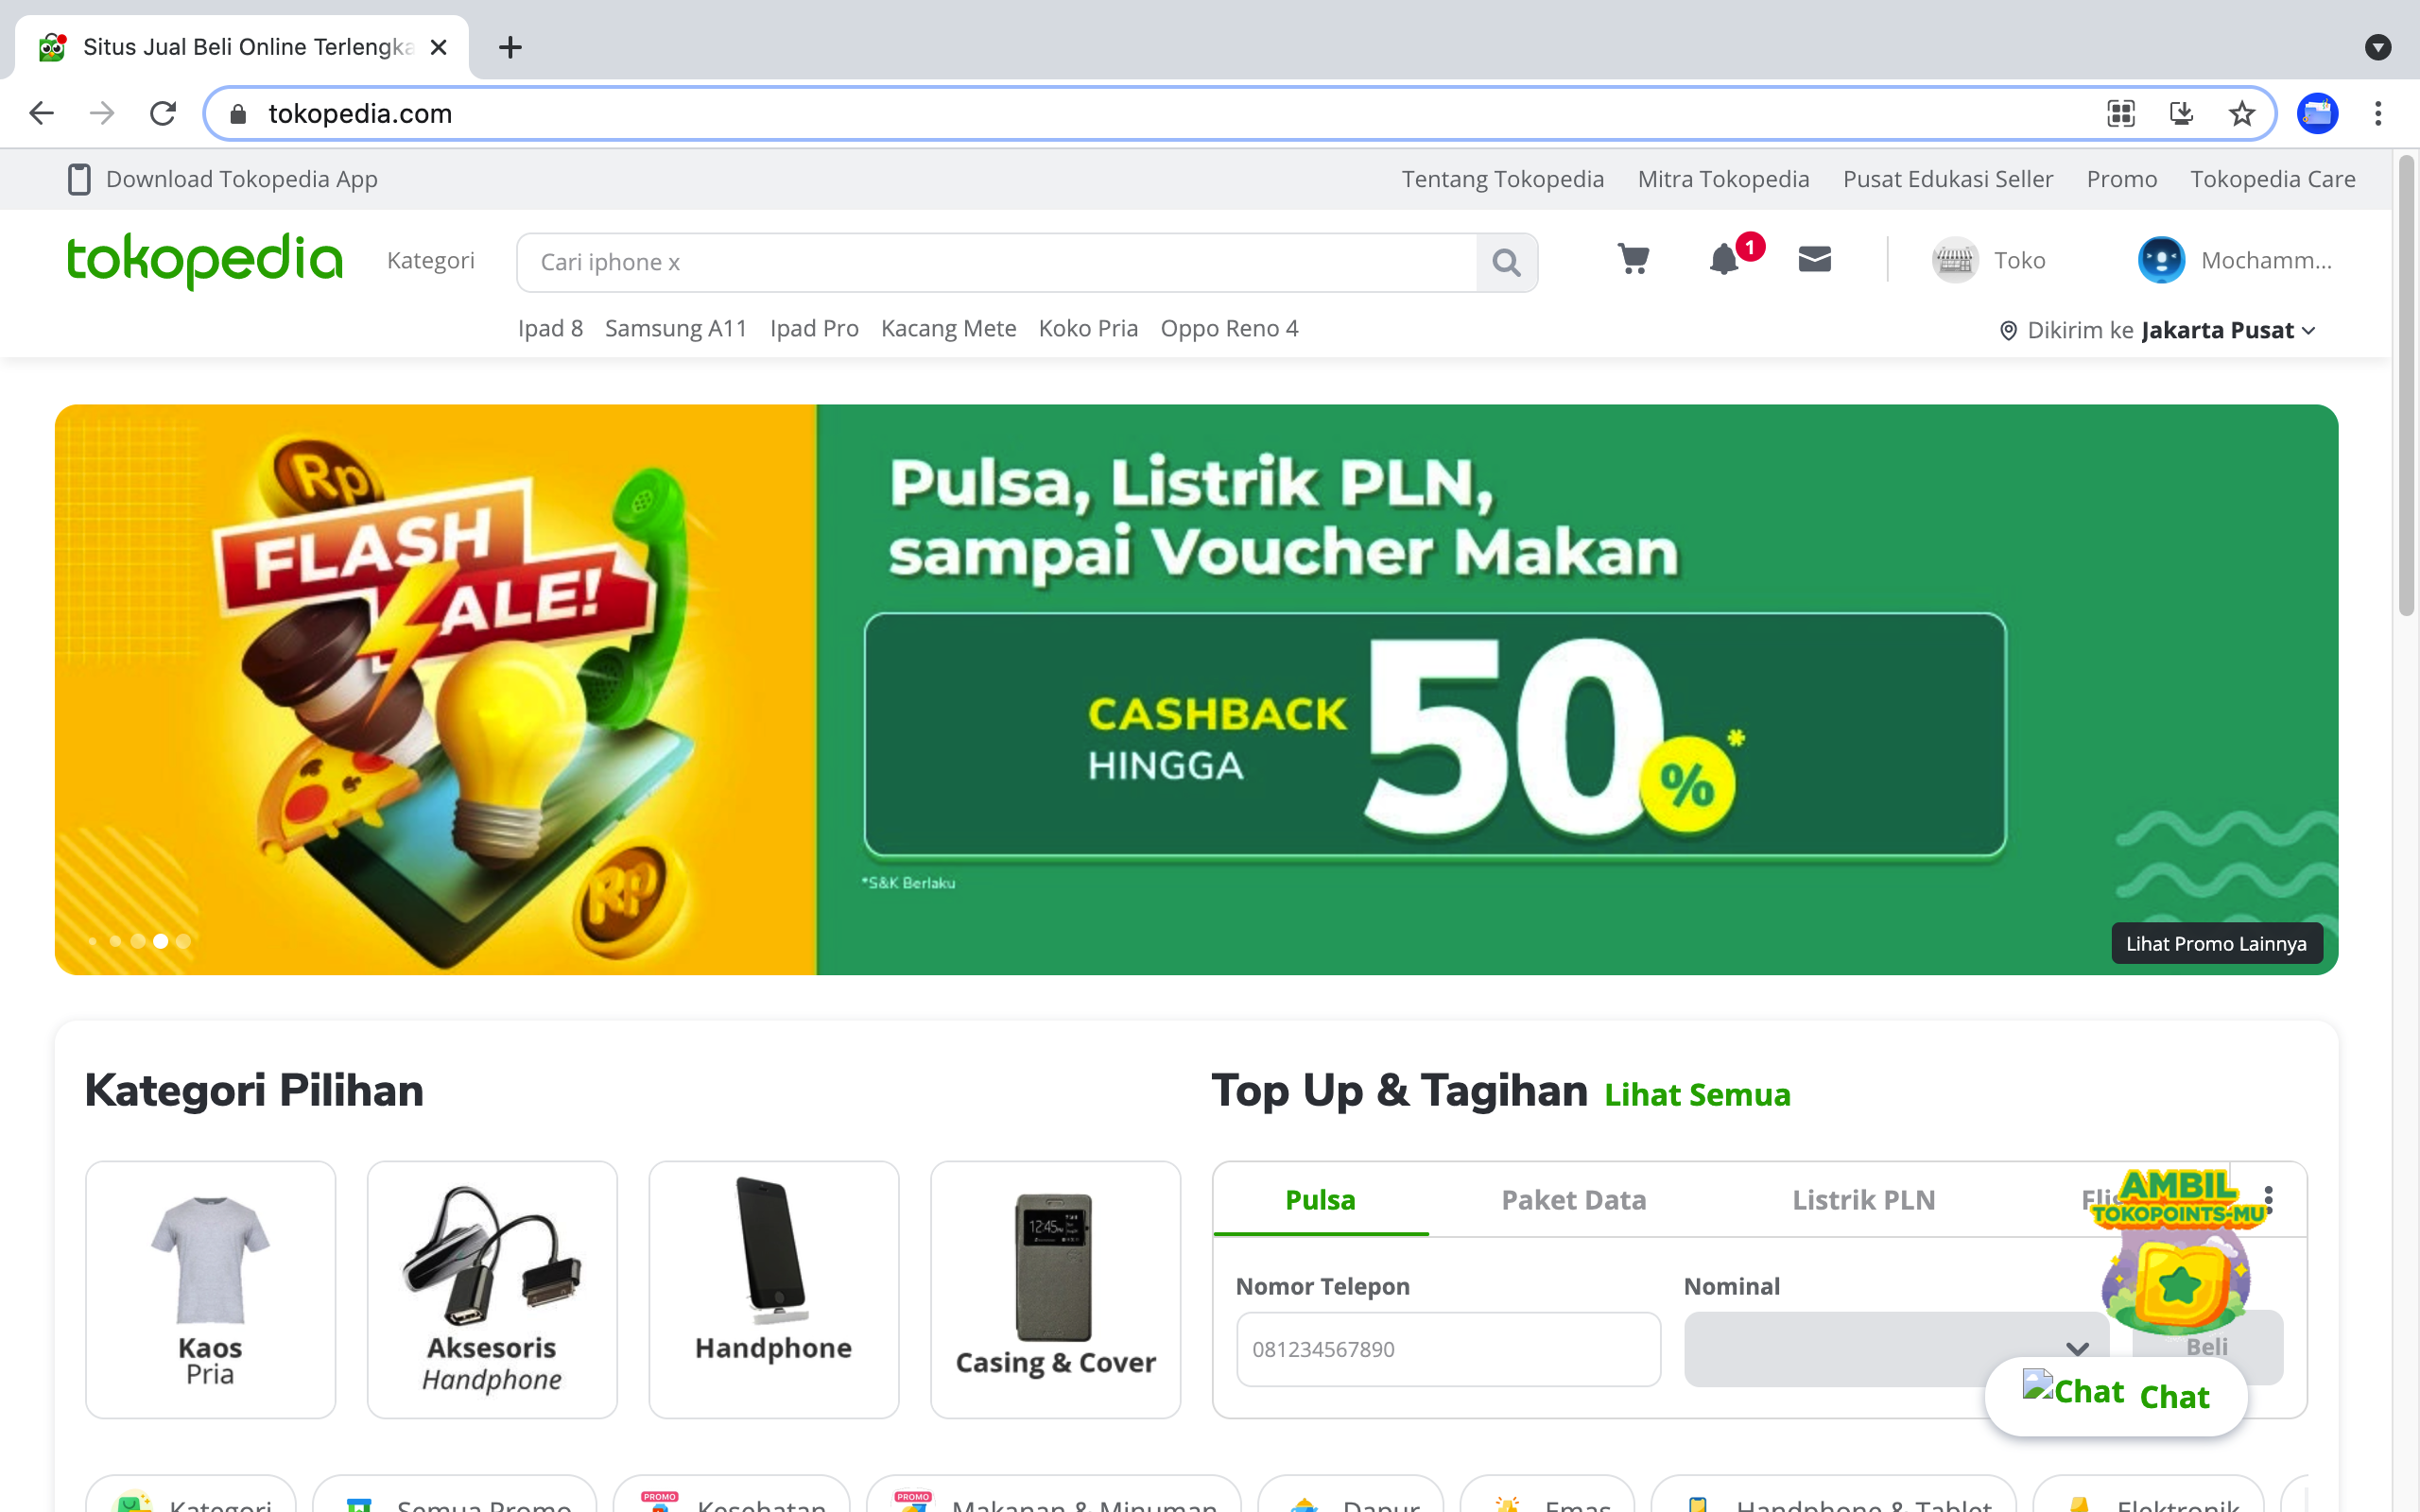 Situs Jual Beli Online Terlengka
tokopedia.com
Download Tokopedia App
Tentang Tokopedia Mitra Tokopedia Pusat Edukasi Seller Promo Tokopedia Care
tokopedia
Kategori
Cari iphone x
1
Toko
Mochamm...
Ipad 8 Samsung A11 Ipad Pro Kacang Mete Koko Pria Oppo Reno 4
Dikirim ke Jakarta Pusat
Rp
FLASH
ALE!
RP
Pulsa, Listrik PLN,
sampai Voucher Makan
CASHBACK
HINGGA
50%*
*S&K Berlaku
Lihat Promo Lainnya
Kategori Pilihan
Top Up & Tagihan Lihat Semua
Kaos
Pria
Aksesoris
Handphone
Handphone
12:45
Casing & Cover
Pulsa Paket Data Listrik PLN
AMBIL
TOKOPOINTS-MU
Nomor Telepon
Nominal
081234567890
Beli
Chat Chat
Kategori
Semua Promo
PROMO
Kesehatan
PROMO
Makanan & Minuman
Dapur
Emas
Handphone & Tablet
Elektronik